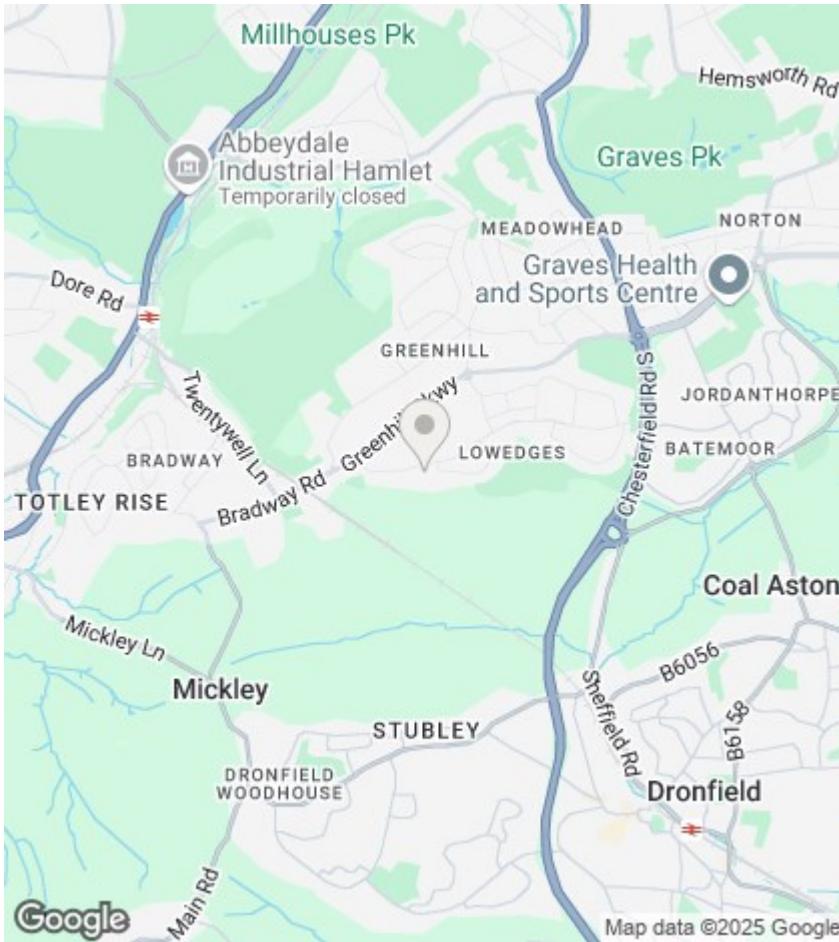 Millhouses Pk
Hemsworth Rd
Abbeydale
Industrial Hamlet
Temporarily closed
Graves Pk
MEADOWHEAD
NORTON
Graves Health
and Sports Centre
Dore Rd
GREENHILL
Greenhill Pkwy
Twentywell Ln
Chesterfield Rd S
JORDANTHORPE
BRADWAY
LOWEDGES
BATEMOOR
TOTLEY RISE
Bradway Rd
Coal Aston
Mickley Ln
B6056
Mickley
Sheffield Rd
B6158
STUBLEY
DRONFIELD
WOODHOUSE
Dronfield
Main Rd
Google
Map data ©2025 Google